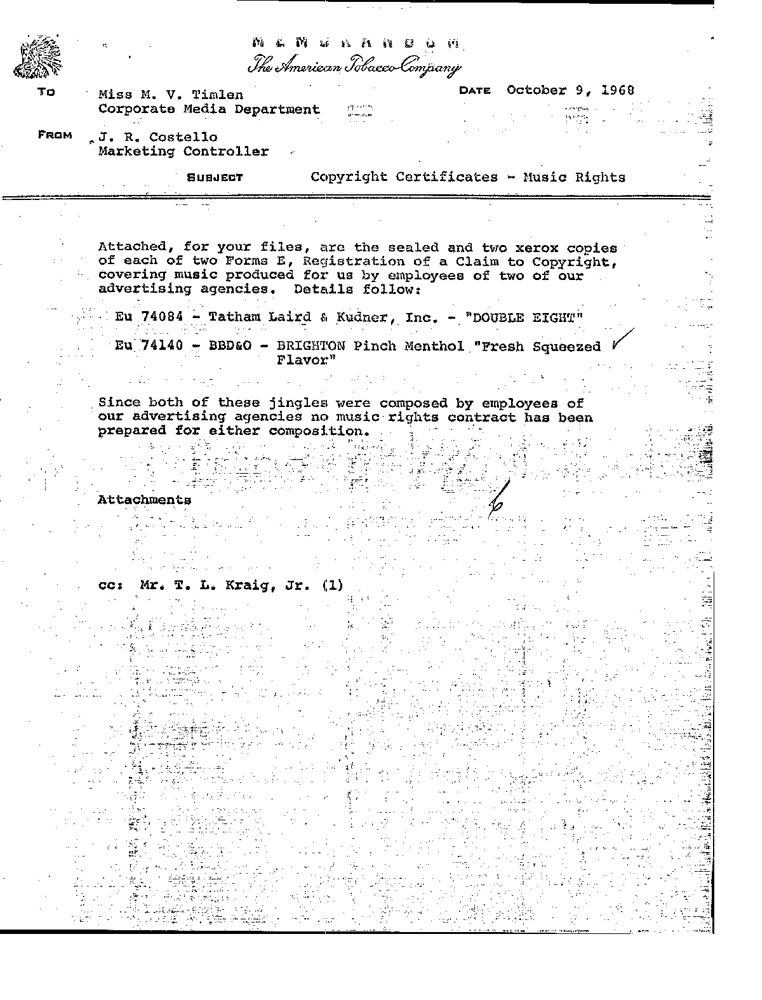 MEMORANDUM
The American Tobacco Company
TO Miss M. V. Timlen DATE October 9, 1968
Corporate Media Department
FROM J. R. Costello
Marketing Controller
SUBJECT Copyright Certificates - Music Rights
Attached, for your files, are the sealed and two xerox copies
of each of two Forms E, Registration of a Claim to Copyright,
covering music produced for us by employees of two of our
advertising agencies. Details follow:
Eu 74084 - Tatham Laird & Kudner, Inc. - "DOUBLE EIGHT"
Eu 74140 - BBD&O - BRIGHTON Pinch Menthol "Fresh Squeezed
Flavor"
Since both of these jingles were composed by employees of
our advertising agencies no music rights contract has been
prepared for either composition.
Attachments
cc: Mr. T. L. Kraig, Jr. (1)